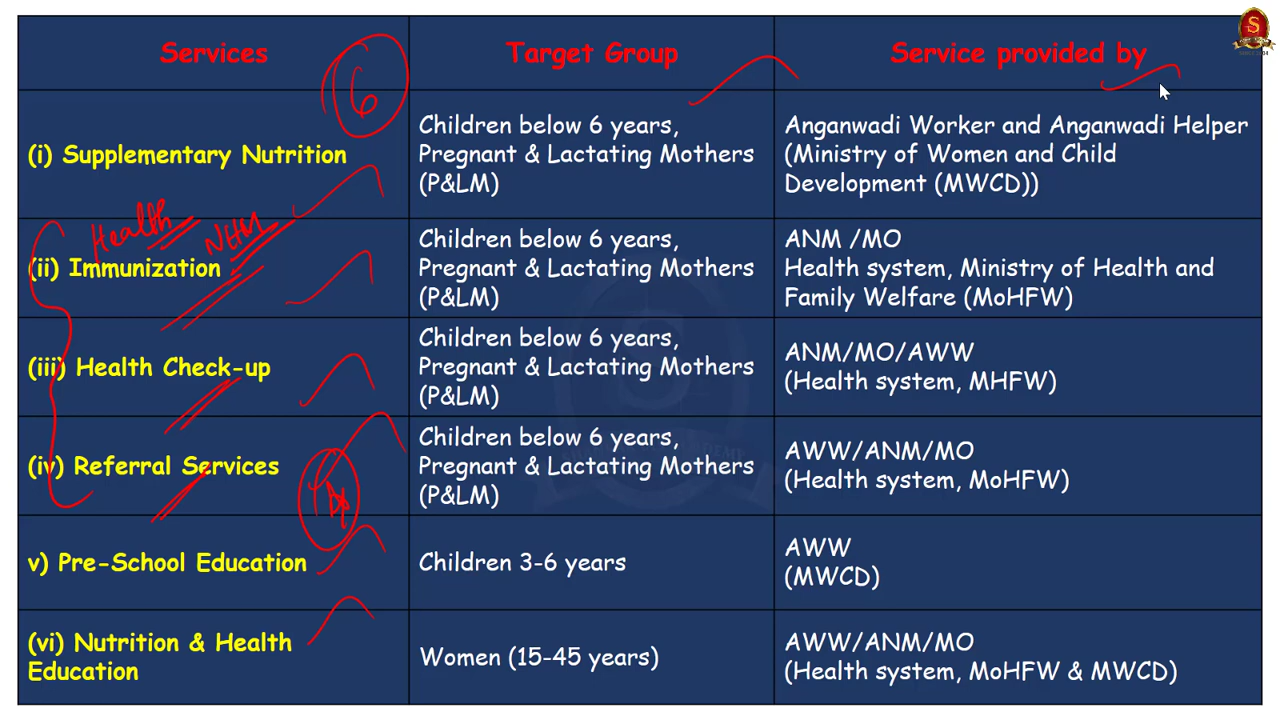 Services
Target Group
Service provided by
6
(i) Supplementary Nutrition
Children below 6 years,
Pregnant & Lactating Mothers
(P&LM)
Anganwadi Worker and Anganwadi Helper
(Ministry of Women and Child
Development (MWCD))
Health
NHM
(ii) Immunization
Children below 6 years,
Pregnant & Lactating Mothers
(P&LM)
ANM /MO
Health system, Ministry of Health and
Family Welfare (MoHFW)
(iii) Health Check-up
Children below 6 years,
Pregnant & Lactating Mothers
(P&LM)
ANM/MO/AWW
(Health system, MHFW)
(iv) Referral Services
Children below 6 years,
Pregnant & Lactating Mothers
(P&LM)
AWW/ANM/MO
(Health system, MoHFW)
v) Pre-School Education
Children 3-6 years
AWW
(MWCD)
(vi) Nutrition & Health
Education
Women (15-45 years)
AWW/ANM/MO
(Health system, MoHFW & MWCD)